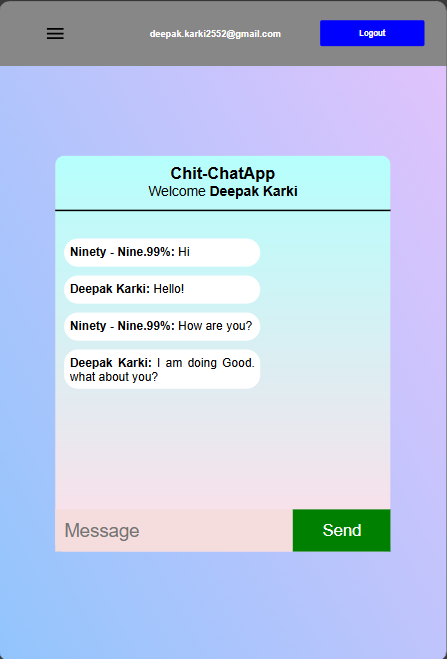 deepak.karki2552@gmail.com
Logout
Chit-ChatApp
Welcome Deepak Karki
Ninety - Nine.99%: Hi
Deepak Karki: Hello!
Ninety - Nine.99%: How are you?
Deepak Karki: I am doing Good.
what about you?
Message
Send